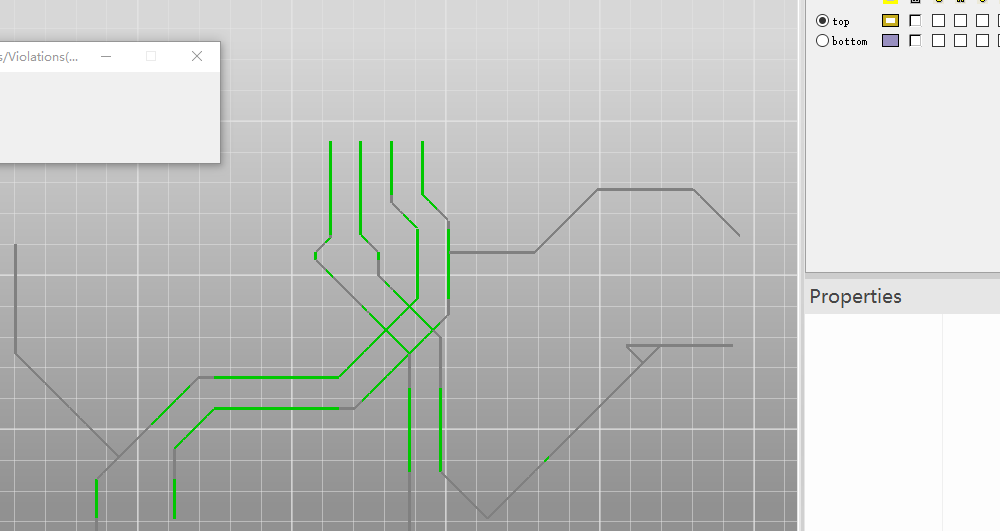 s/Violations(...
top
bottom
Properties